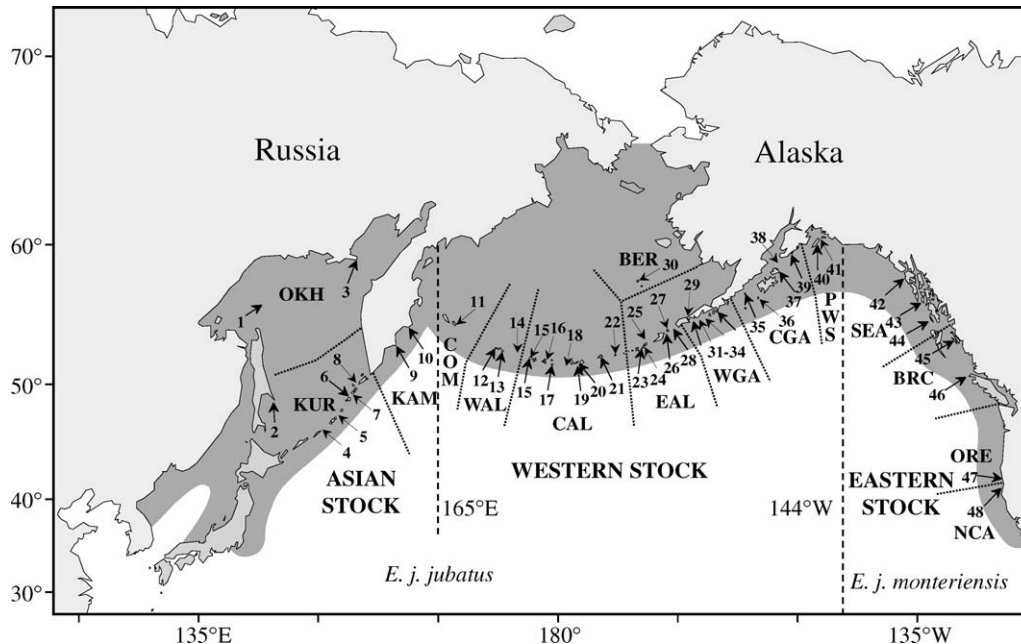 70°
60°
50°
40°
30°
135°E
180°
135°W
Russia
Alaska
OKH
1
2
3
KUR
4
5
6
7
8
KAM
9
10
ASIAN
STOCK
COM
11
165°E
WAL
12
13
14
CAL
15
15
16
17
18
19
20
21
22
BER
30
EAL
23
24
25
26
27
28
29
WGA
31-34
35
36
CGA
37
38
39
PWS
40
41
WESTERN STOCK
144°W
SEA
42
43
44
BRC
45
46
ORE
47
EASTERN
STOCK
48
NCA
E. j. jubatus
E. j. monteriensis